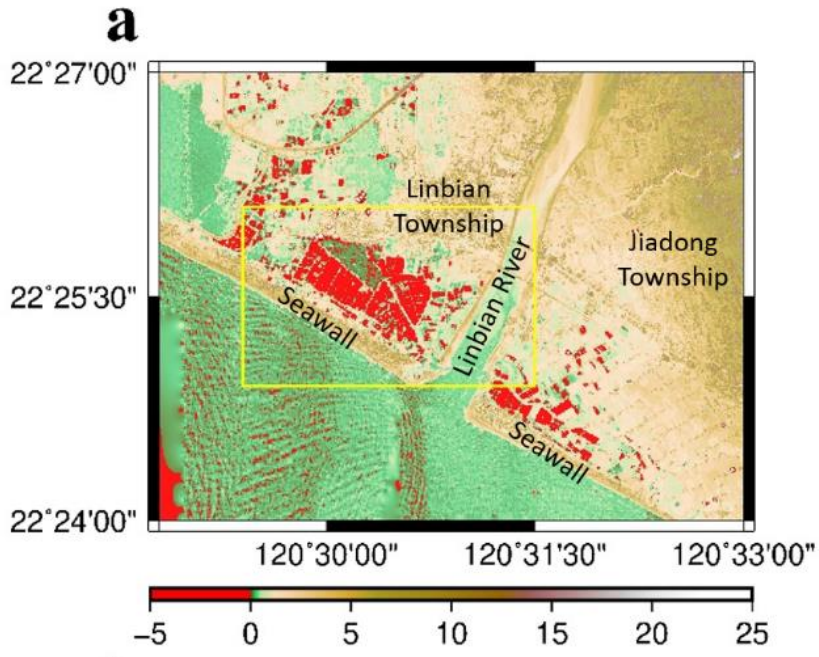 a
22°27'00"
Linbian
Township
Jiadong
Township
22°25'30"
Seawall
Linbian River
Seawall
22°24'00"
120°30'00" 120°31'30" 120°33'00"
−5 0 5 10 15 20 25